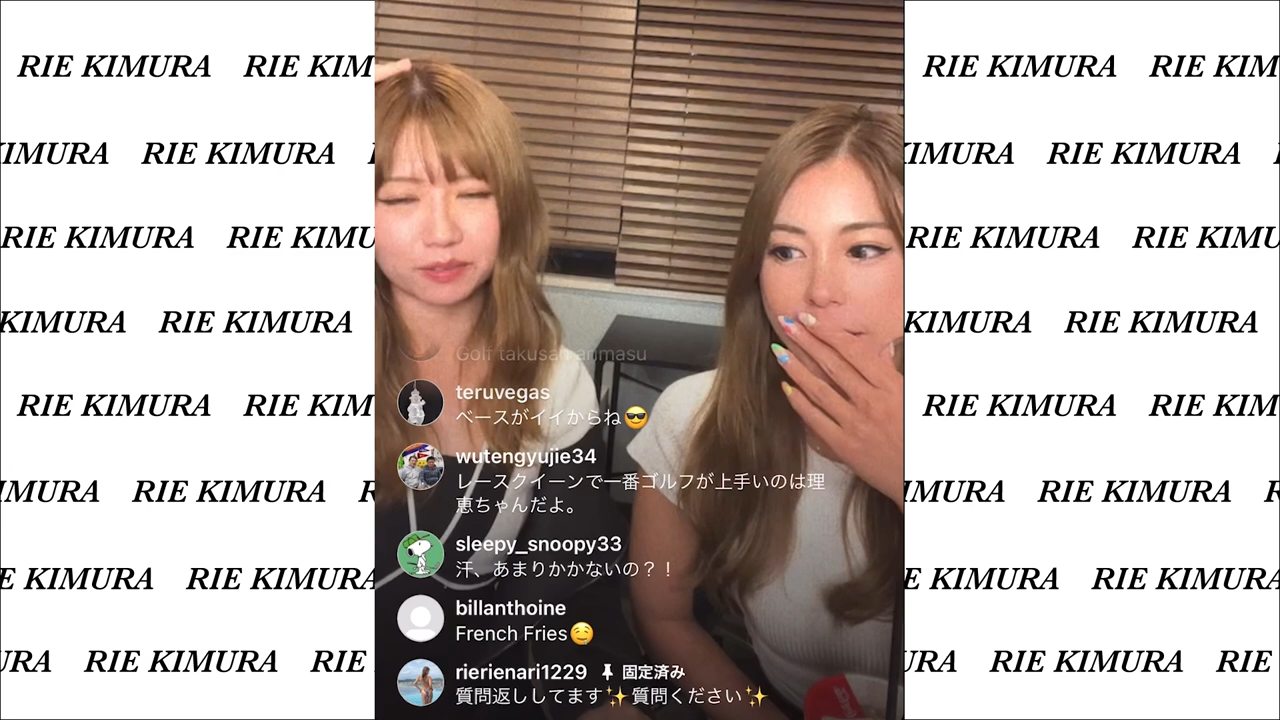 RIE KIMURA RIE KIM
IMURA RIE KIMURA
RIE KIMURA RIE KIMU
KIMURA RIE KIMURA
RIE KIMURA RIE KIM
IMURA RIE KIMURA R
E KIMURA RIE KIMURA
URA RIE KIMURA RIE
Golf takusan arimasu
teruvegas
ベースがイイからね😎
wutengyujie34
レースクイーンで一番ゴルフが上手いのは理
恵ちゃんだよ。
sleepy_snoopy33
汗、あまりかかないの？！
billanthoine
French Fries☺️
rierienari1229 固定済み
質問返ししてます✨質問ください✨
RIE KIMURA RIE KIM
IMURA RIE KIMURA
RIE KIMURA RIE KIMU
KIMURA RIE KIMURA
RIE KIMURA RIE KIM
IMURA RIE KIMURA R
E KIMURA RIE KIMURA
URA RIE KIMURA RIE